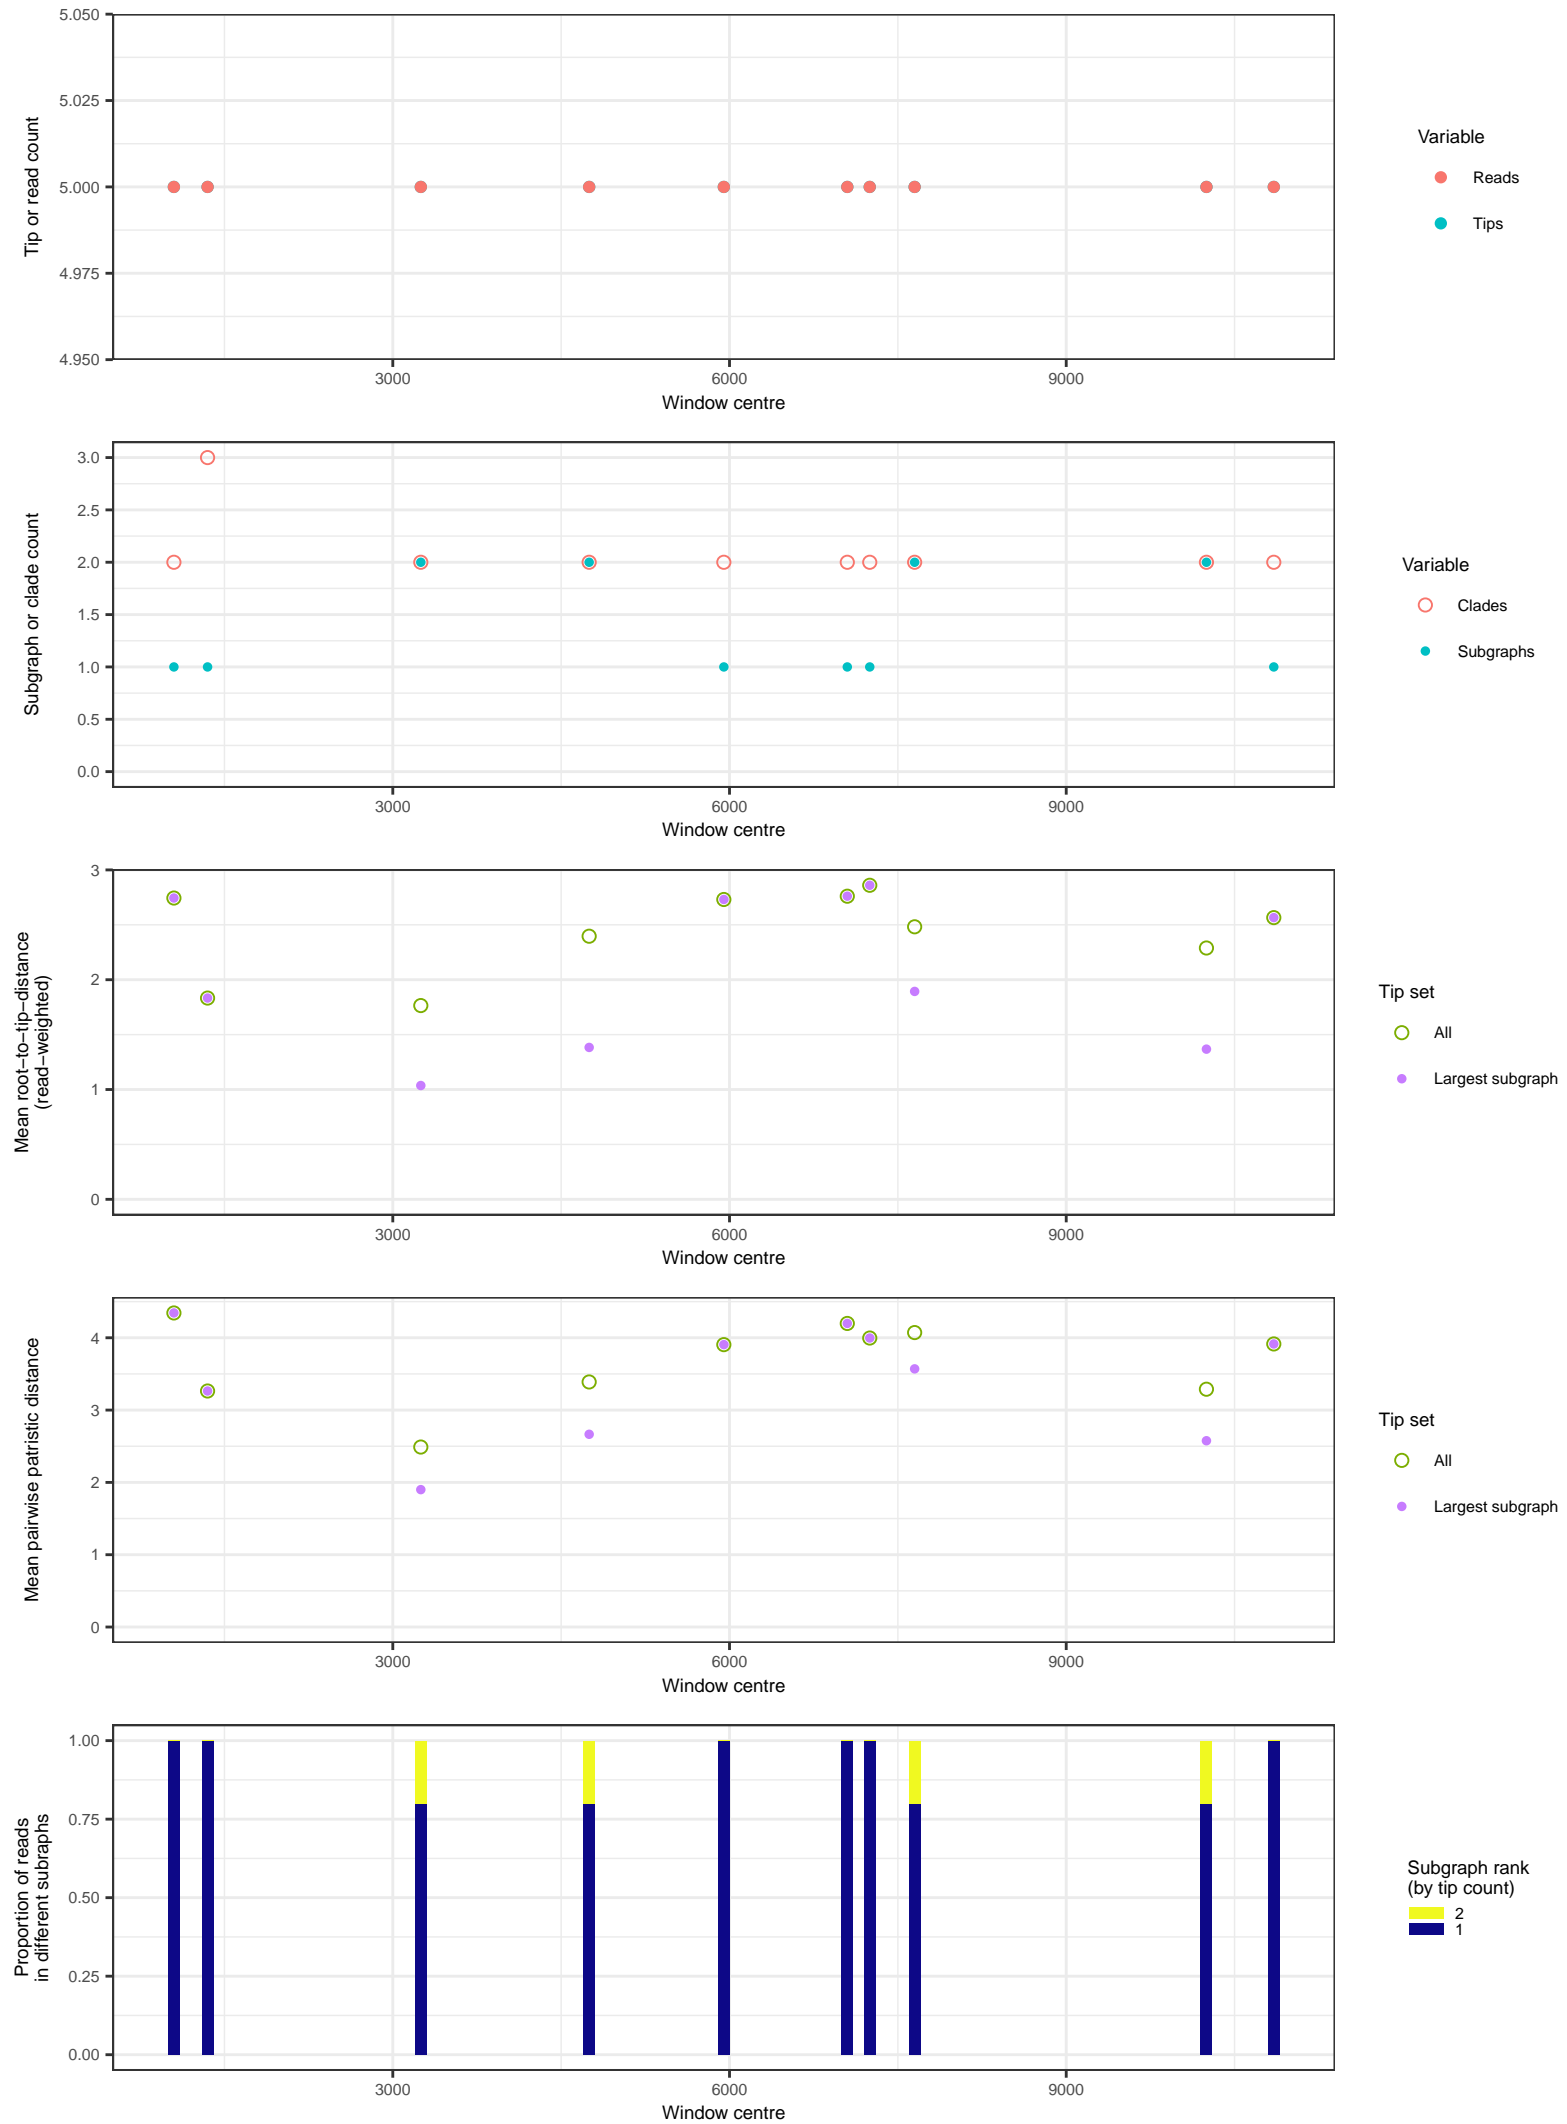 5.050
5.025
5.000
4.975
4.950
Tip or read count
3000
6000
9000
Window centre
Variable
Reads
Tips
3.0
2.5
2.0
1.5
1.0
0.5
0.0
Subgraph or clade count
3000
6000
9000
Window centre
Variable
Clades
Subgraphs
3
2
1
0
Mean root−to−tip−distance
(read−weighted)
3000
6000
9000
Window centre
Tip set
All
Largest subgraph
4
3
2
1
0
Mean pairwise patristic distance
3000
6000
9000
Window centre
Tip set
All
Largest subgraph
1.00
0.75
0.50
0.25
0.00
Proportion of reads
in different subraphs
3000
6000
9000
Window centre
Subgraph rank
(by tip count)
2
1